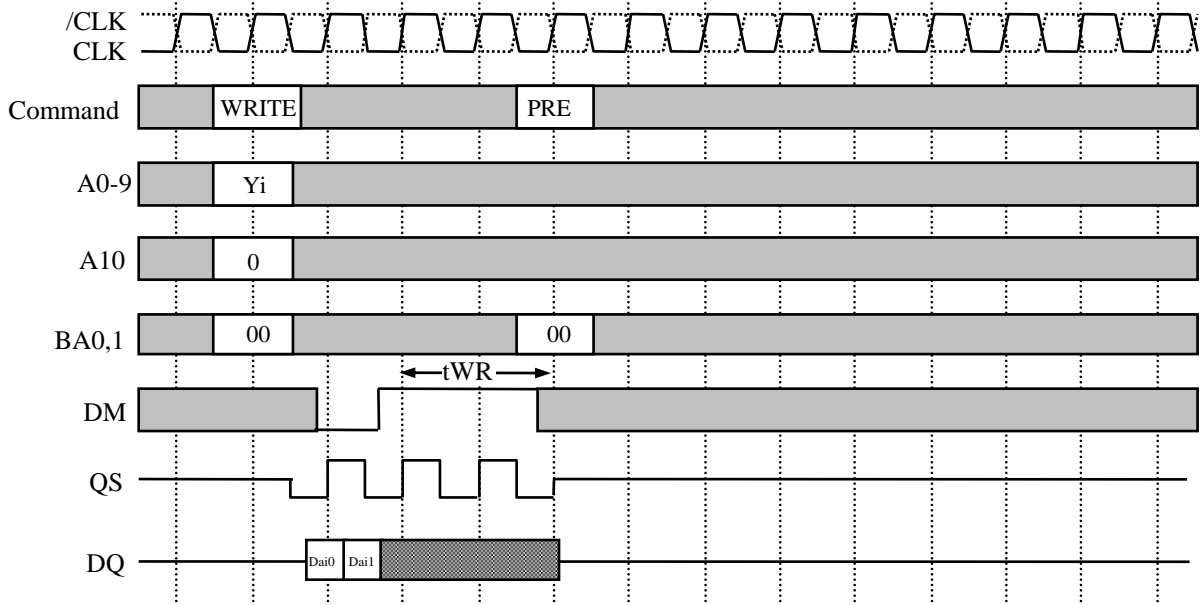 /CLK
CLK
Command WRITE PRE
A0-9 Yi
A10 0
BA0,1 00 00
tWR
DM
QS
DQ Dai0 Dai1